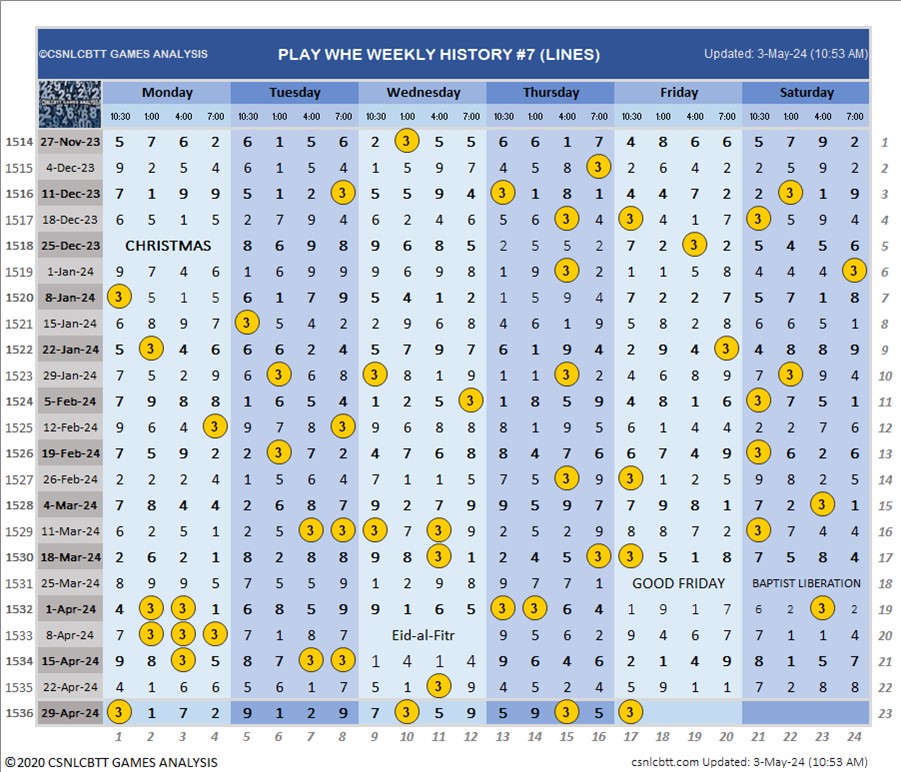 ©CSNLCBTT GAMES ANALYSIS PLAY WHE WEEKLY HISTORY #7 (LINES) Updated: 3-May-24 (10:53 AM)
Monday Tuesday Wednesday Thursday Friday Saturday
10:30 1:00 4:00 7:00 10:30 1:00 4:00 7:00 10:30 1:00 4:00 7:00 10:30 1:00 4:00 7:00 10:30 1:00 4:00 7:00 10:30 1:00 4:00 7:00
1514 27-Nov-23 5 7 6 2 6 1 5 6 2 3 5 5 6 6 1 7 4 8 6 6 5 7 9 2 1
1515 4-Dec-23 9 2 5 4 6 1 5 4 1 5 9 7 4 5 8 3 2 6 4 2 2 5 9 2 2
1516 11-Dec-23 7 1 9 9 5 1 2 3 5 5 9 4 3 1 8 1 4 4 7 2 2 3 1 9 3
1517 18-Dec-23 6 5 1 5 2 7 9 4 6 2 4 6 5 6 3 4 3 4 1 7 3 5 9 4 4
1518 25-Dec-23 CHRISTMAS 8 6 9 8 9 6 8 5 2 5 5 2 7 2 3 2 5 4 5 6 5
1519 1-Jan-24 9 7 4 6 1 6 9 9 9 6 9 8 1 9 3 2 1 1 5 8 4 4 4 3 6
1520 8-Jan-24 3 5 1 5 6 1 7 9 5 4 1 2 1 5 9 4 7 2 2 7 5 7 1 8 7
1521 15-Jan-24 6 8 9 7 3 5 4 2 2 9 6 8 4 6 1 9 5 8 2 8 6 6 5 1 8
1522 22-Jan-24 5 3 4 6 6 6 2 4 5 7 9 7 6 1 9 4 2 9 4 3 4 8 8 9 9
1523 29-Jan-24 7 5 2 9 6 3 6 8 3 8 1 9 1 1 3 2 4 6 8 9 7 3 9 4 10
1524 5-Feb-24 7 9 8 8 1 6 5 4 1 2 5 3 1 8 5 9 4 8 1 6 3 7 5 1 11
1525 12-Feb-24 9 6 4 3 9 7 8 3 9 6 8 8 8 1 9 5 6 1 4 4 2 2 7 6 12
1526 19-Feb-24 7 5 9 2 2 3 7 2 4 7 6 8 8 4 7 6 6 7 4 9 3 6 2 6 13
1527 26-Feb-24 2 2 2 4 1 5 6 4 7 1 1 5 7 5 3 9 3 1 4 5 9 8 2 5 14
1528 4-Mar-24 7 8 4 4 2 6 8 7 9 2 7 9 9 5 9 7 7 9 8 1 7 2 3 1 15
1529 11-Mar-24 6 2 5 1 2 5 3 3 3 9 3 9 2 5 2 9 8 8 7 2 3 7 4 4 16
1530 18-Mar-24 2 6 2 1 8 2 8 8 9 8 3 1 2 4 5 3 3 5 1 8 7 5 8 4 17
1531 25-Mar-24 8 9 9 5 7 5 5 9 1 2 9 8 9 7 7 1 GOOD FRIDAY BAPTIST LIBERATION 18
1532 1-Apr-24 4 3 3 1 6 8 5 9 9 1 6 5 3 3 6 4 1 9 1 7 6 2 3 2 19
1533 8-Apr-24 7 3 3 3 7 1 8 7 Eid-al-Fitr 9 5 6 2 9 4 6 7 7 1 1 4 20
1534 15-Apr-24 9 8 3 5 8 7 3 3 1 4 1 4 9 6 4 6 2 1 4 9 8 1 5 7 21
1535 22-Apr-24 4 1 6 6 5 6 1 7 5 1 3 9 4 5 2 4 5 9 1 1 7 2 8 8 22
1536 29-Apr-24 3 1 7 2 9 1 2 9 7 3 5 9 5 9 3 5 3 23
1 2 3 4 5 6 7 8 9 10 11 12 13 14 15 16 17 18 19 20 21 22 23 24
©2020 CSNLCBTT GAMES ANALYSIS csnlcbtt.com Updated: 3-May-24 (10:53 AM)